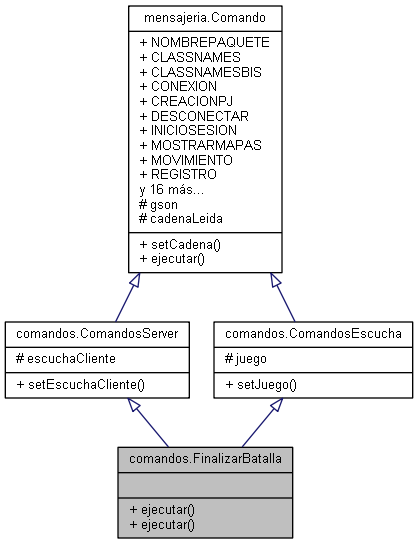 mensajeria.Comando
+ NOMBREPAQUETE
+ CLASSNAMES
+ CLASSNAMESBIS
+ CONEXION
+ CREACIONPJ
+ DESCONECTAR
+ INICIOSESION
+ MOSTRARMAPAS
+ MOVIMIENTO
+ REGISTRO
y 16 más...
# gson
# cadenaLeida
+ setCadena()
+ ejecutar()
comandos.ComandosServer
# escuchaCliente
+ setEscuchaCliente()
comandos.ComandosEscucha
# juego
+ setJuego()
comandos.FinalizarBatalla
+ ejecutar()
+ ejecutar()